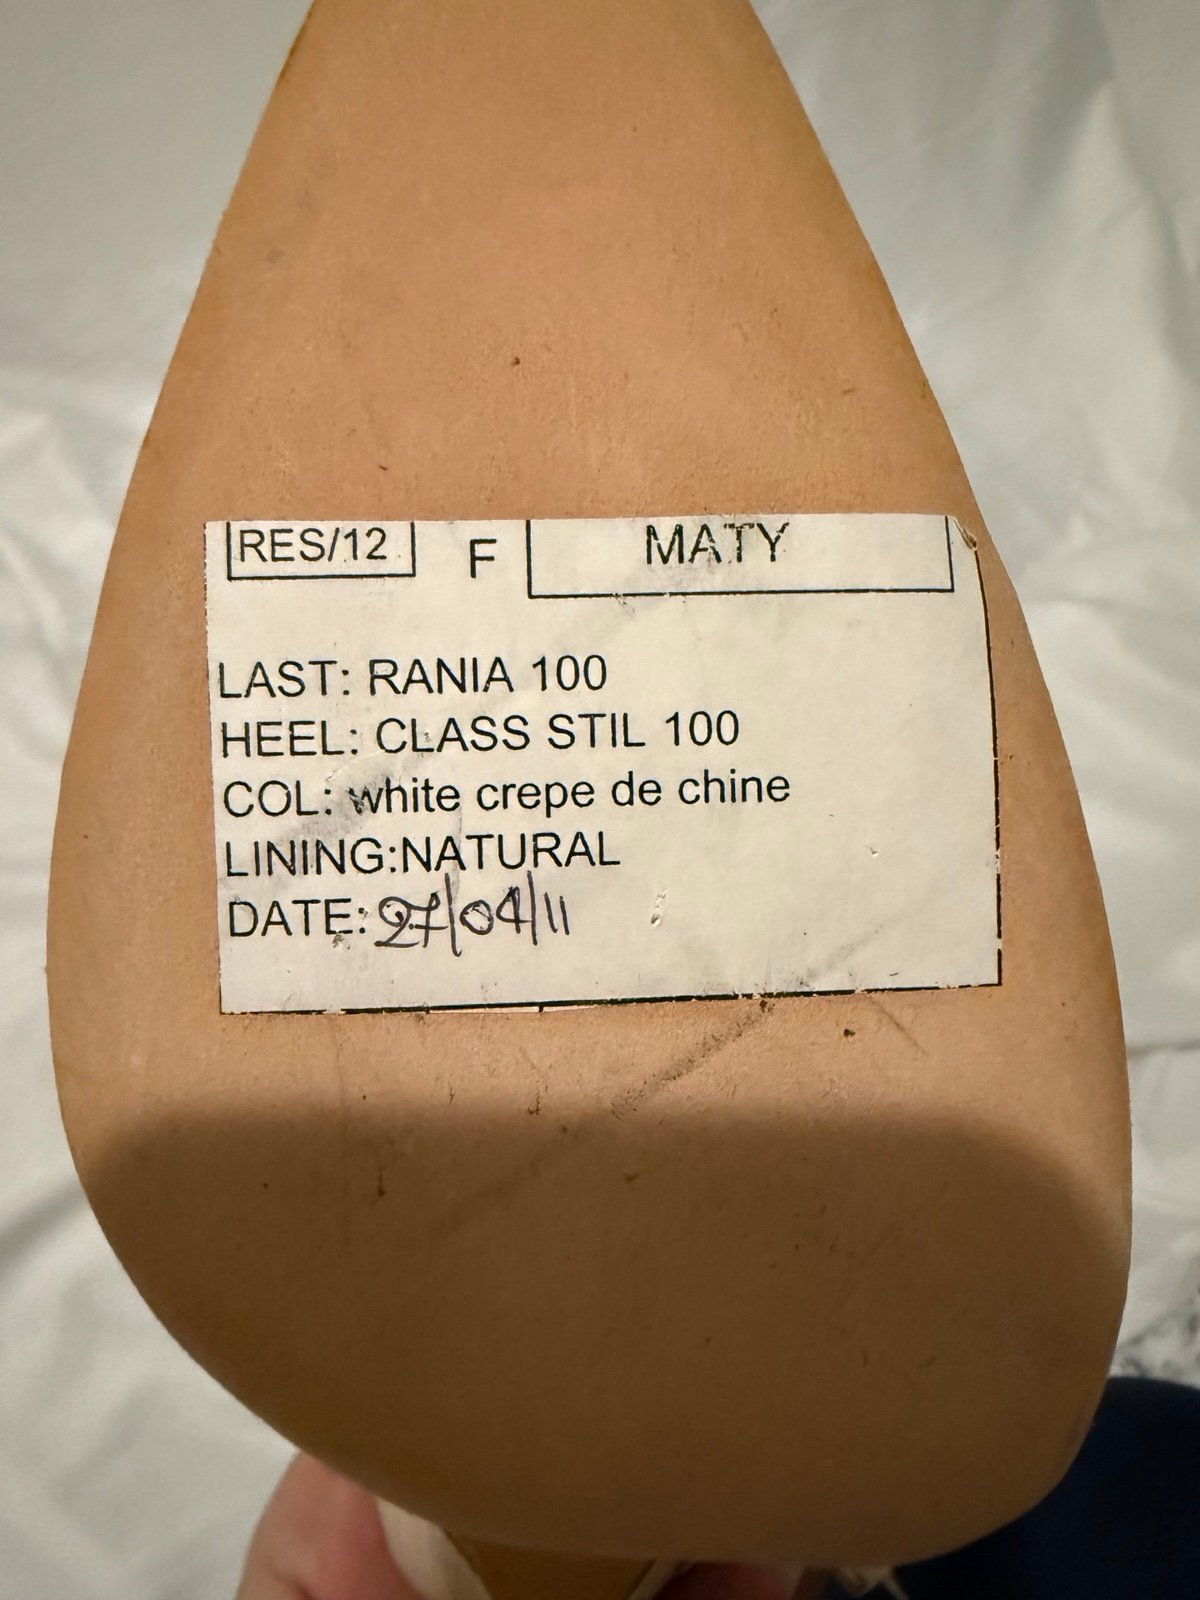 RES/12 F MATY
LAST: RANIA 100
HEEL: CLASS STIL 100
COL: white crepe de chine
LINING:NATURAL
DATE: 27/04/11